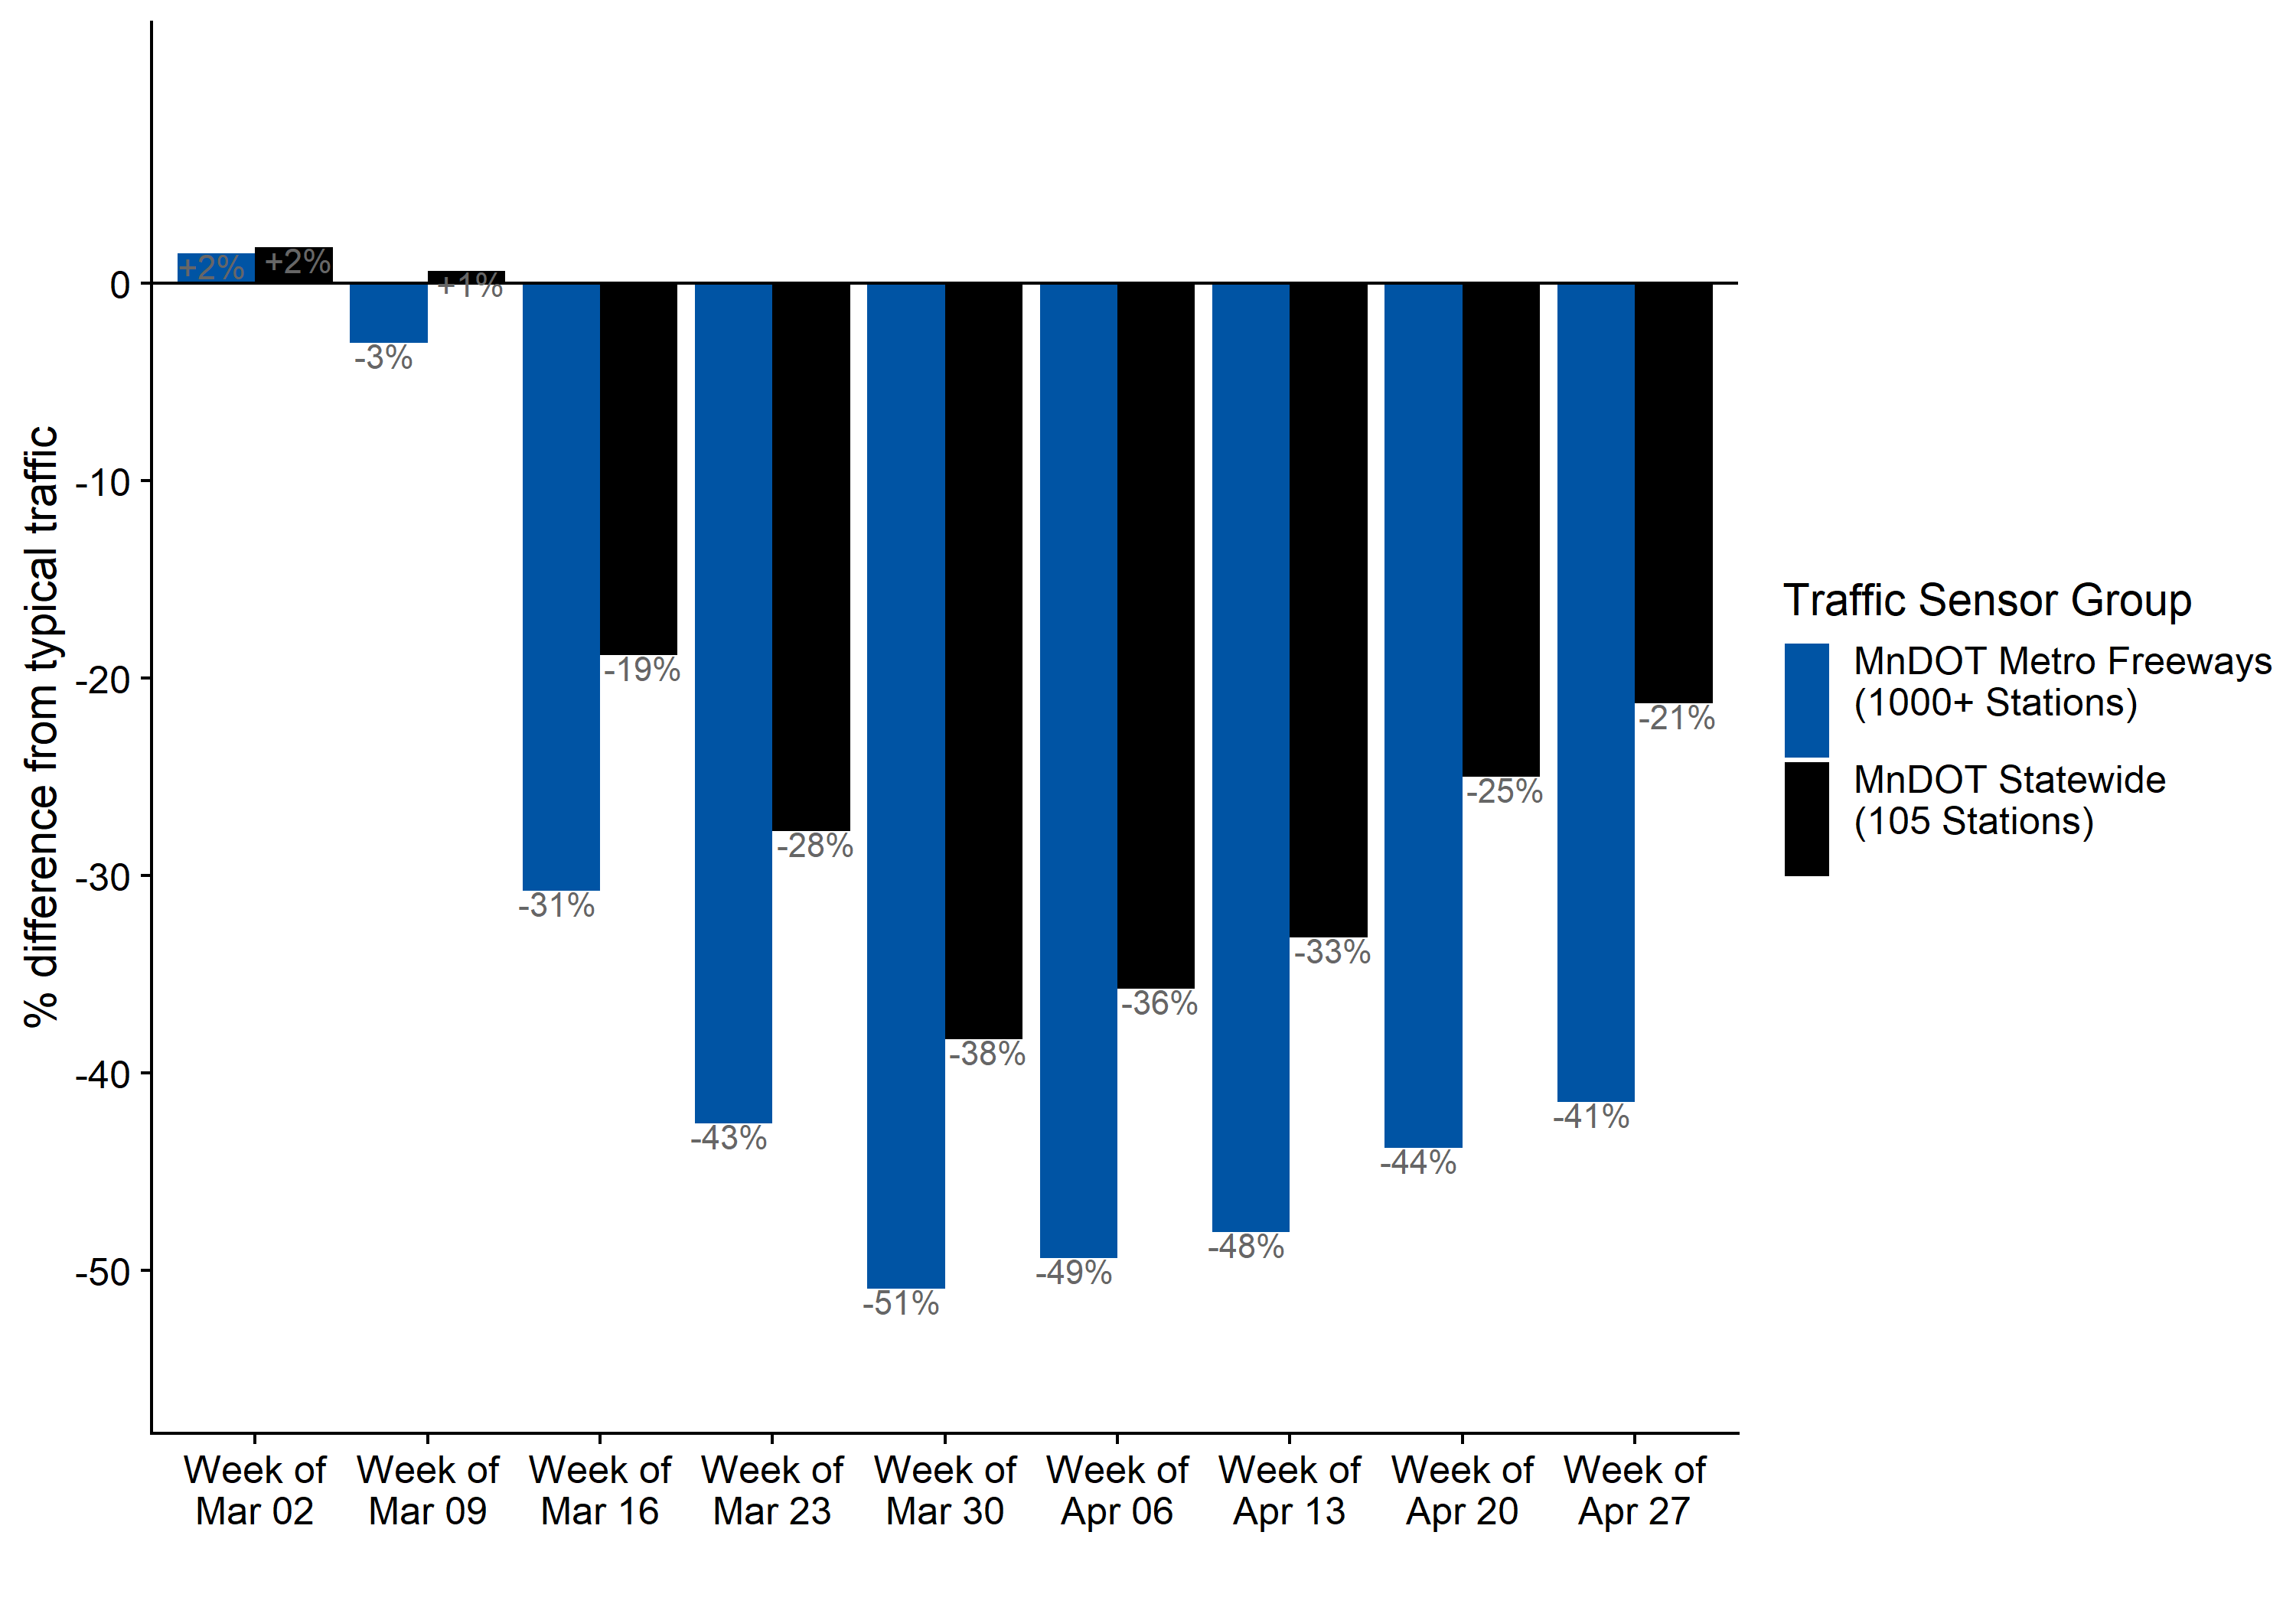 % difference from typical traffic
0
-10
-20
-30
-40
-50
+2%
+2%
-3%
+1%
-31%
-19%
-43%
-28%
-51%
-38%
-49%
-36%
-48%
-33%
-44%
-25%
-41%
-21%
Week of
Mar 02
Week of
Mar 09
Week of
Mar 16
Week of
Mar 23
Week of
Mar 30
Week of
Apr 06
Week of
Apr 13
Week of
Apr 20
Week of
Apr 27
Traffic Sensor Group
MnDOT Metro Freeways
(1000+ Stations)
MnDOT Statewide
(105 Stations)